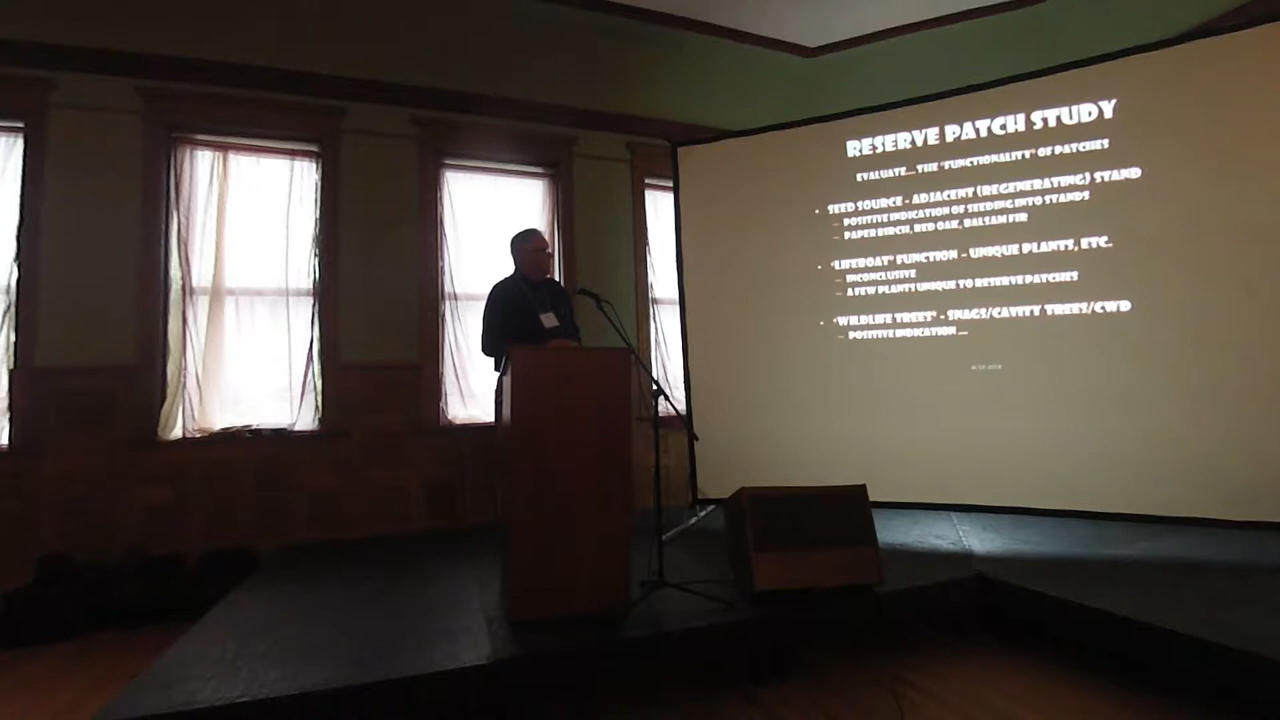 RESERVE PATCH STUDY
EVALUATE... THE "FUNCTIONALITY" OF PATCHES
• SEED SOURCE - ADJACENT (REGENERATING) STAND
– POSITIVE INDICATION OF SEEDING INTO STANDS
– PAPER BIRCH, RED OAK, BALSAM FIR
• "LIFEBOAT" FUNCTION - UNIQUE PLANTS, ETC.
– INCONCLUSIVE
– A FEW PLANTS UNIQUE TO RESERVE PATCHES
• "WILDLIFE TREES" - SNAGS/CAVITY TREES/CWD
– POSITIVE INDICATION ...